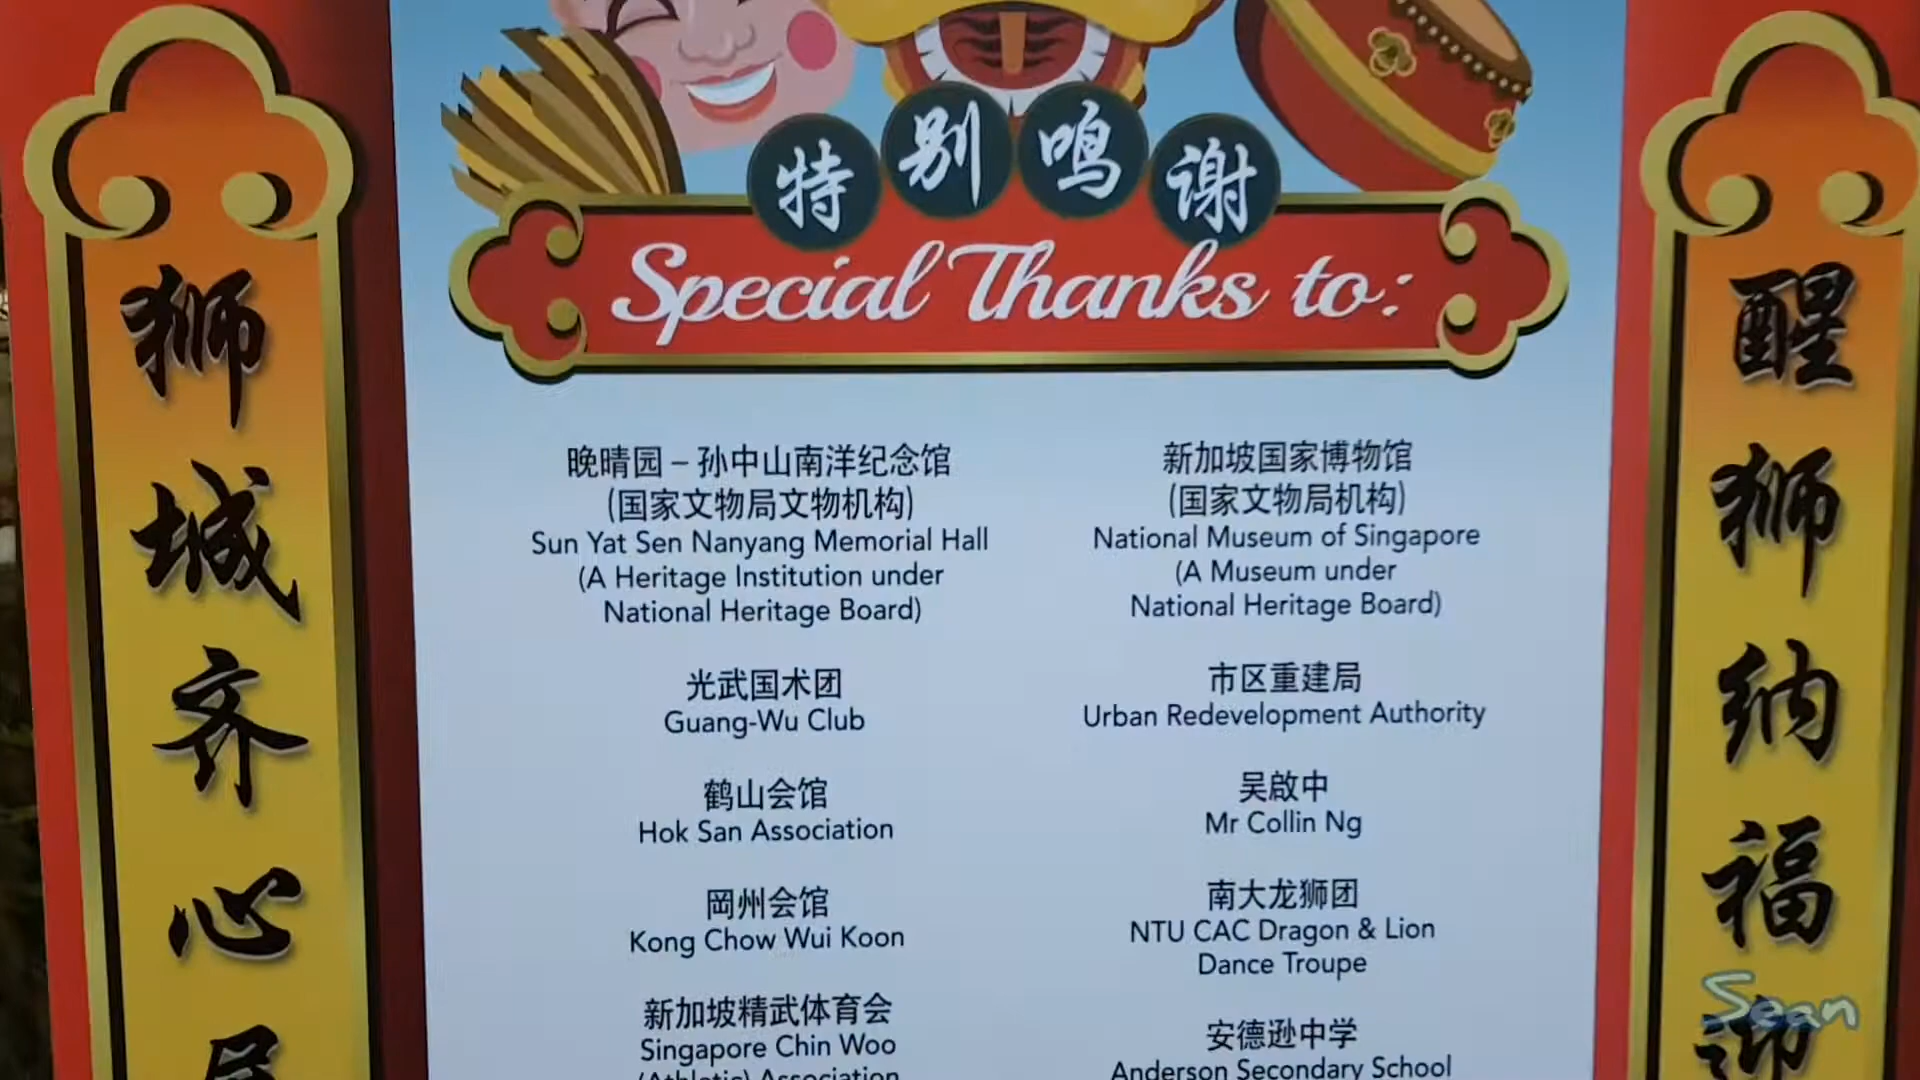 特别鸣谢
Special Thanks to:
狮城齐心
晚晴园 – 孙中山南洋纪念馆
(国家文物局文物机构)
Sun Yat Sen Nanyang Memorial Hall
(A Heritage Institution under
National Heritage Board)
光武国术团
Guang-Wu Club
鹤山会馆
Hok San Association
冈州会馆
Kong Chow Wui Koon
新加坡精武体育会
Singapore Chin Woo
(Athletic) Association
新加坡国家博物馆
(国家文物局机构)
National Museum of Singapore
(A Museum under
National Heritage Board)
市区重建局
Urban Redevelopment Authority
吴啟中
Mr Collin Ng
南大龙狮团
NTU CAC Dragon & Lion
Dance Troupe
安德逊中学
Anderson Secondary School
醒狮纳福
Sean